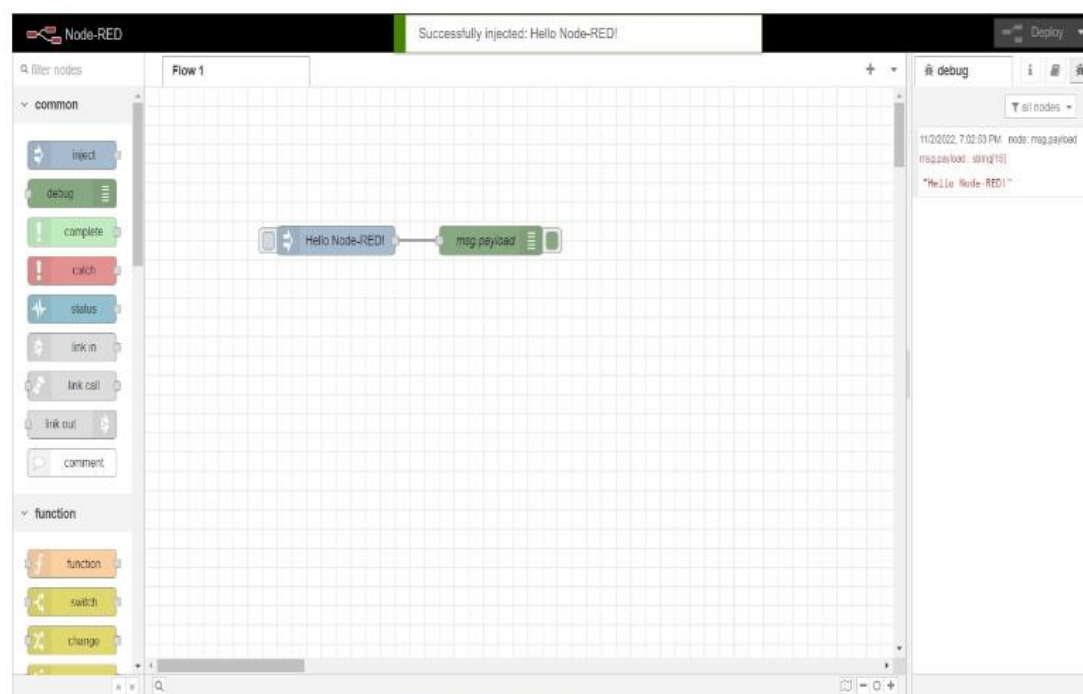 Node-RED
Successfully injected: Hello Node-RED!
Deploy
filter nodes
Flow 1
debug
i
common
all nodes
inject
11/2/2022, 7:02:53 PM node: msg.payload
msg.payload : string[15]
"Hello Node-RED!"
debug
complete
Hello Node-RED!
msg.payload
catch
status
link in
link call
link out
comment
function
function
switch
change